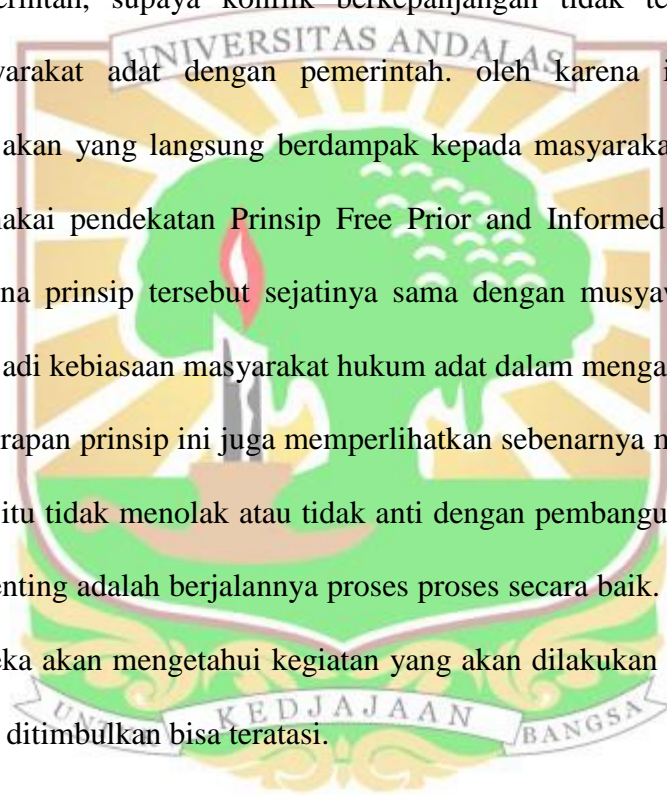 erintah, supaya konflik berkepanjangan tidak te
UNIVERSITAS ANDALAS
yarakat adat dengan pemerintah. oleh karena i
akan yang langsung berdampak kepada masyaraka
akai pendekatan Prinsip Free Prior and Informed
na prinsip tersebut sejatinya sama dengan musya
adi kebiasaan masyarakat hukum adat dalam menga
rapan prinsip ini juga memperlihatkan sebenarnya
itu tidak menolak atau tidak anti dengan pembangu
enting adalah berjalannya proses proses secara baik.
eka akan mengetahui kegiatan yang akan dilakukan
KEDJAJAAN BANGSA
ditimbulkan bisa teratasi.